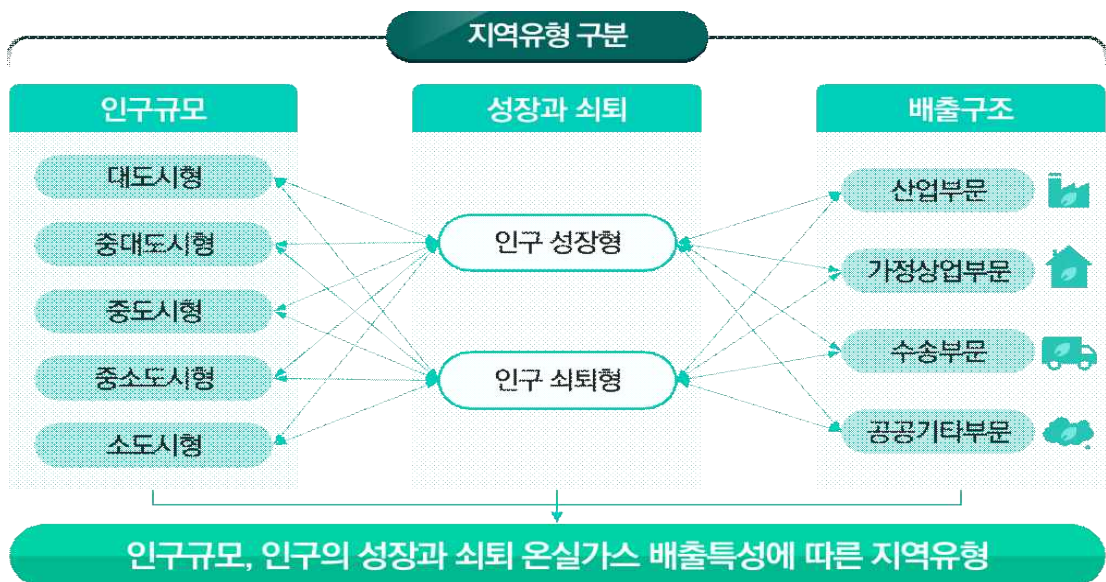 지역유형 구분
인구규모
대도시형
중대도시형
중도시형
중소도시형
소도시형
성장과 쇠퇴
인구 성장형
인구 쇠퇴형
배출구조
산업부문
가정상업부문
수송부문
공공기타부문
인구규모, 인구의 성장과 쇠퇴 온실가스 배출특성에 따른 지역유형